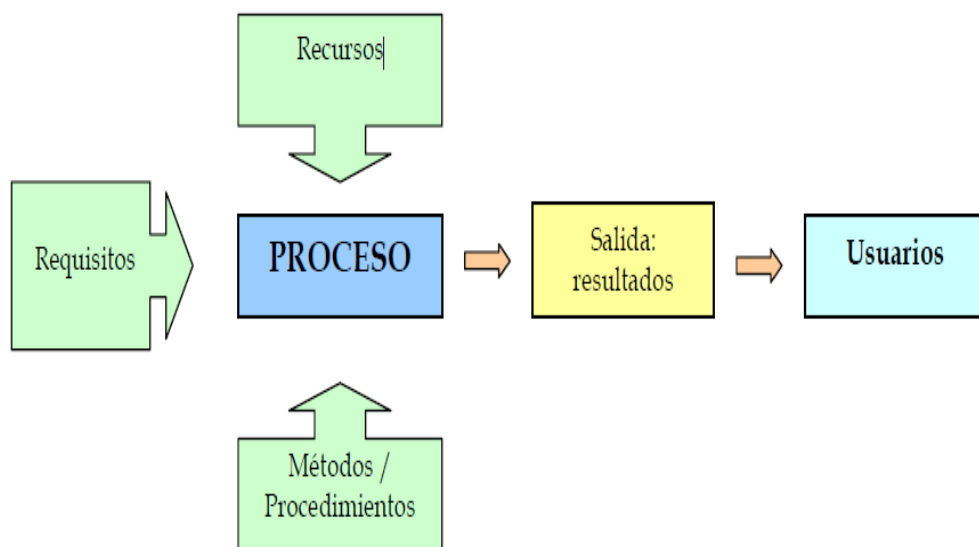 Recursos
Requisitos
PROCESO
Salida:
resultados
Usuarios
Métodos /
Procedimientos